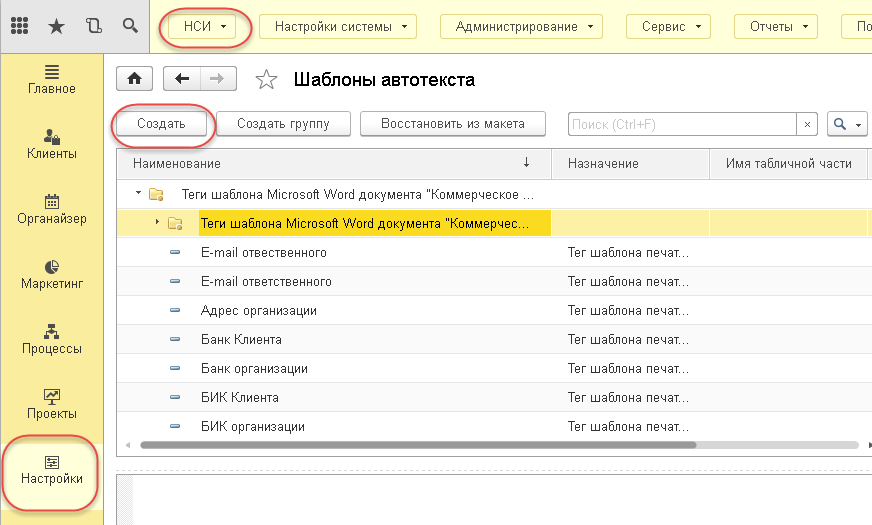 НСИ Настройки системы Администрирование Сервис Отчеты По
Главное
Шаблоны автотекста
Создать Создать группу Восстановить из макета Поиск (Ctrl+F)
Клиенты
Наименование Назначение Имя табличной части
Теги шаблона Microsoft Word документа "Коммерческое ...
Органайзер
Теги шаблона Microsoft Word документа "Коммерчес...
E-mail отвественного Тег шаблона печат...
Маркетинг
E-mail ответственного Тег шаблона печат...
Адрес организации Тег шаблона печат...
Процессы
Банк Клиента Тег шаблона печат...
Банк организации Тег шаблона печат...
БИК Клиента Тег шаблона печат...
Проекты
БИК организации Тег шаблона печат...
Настройки